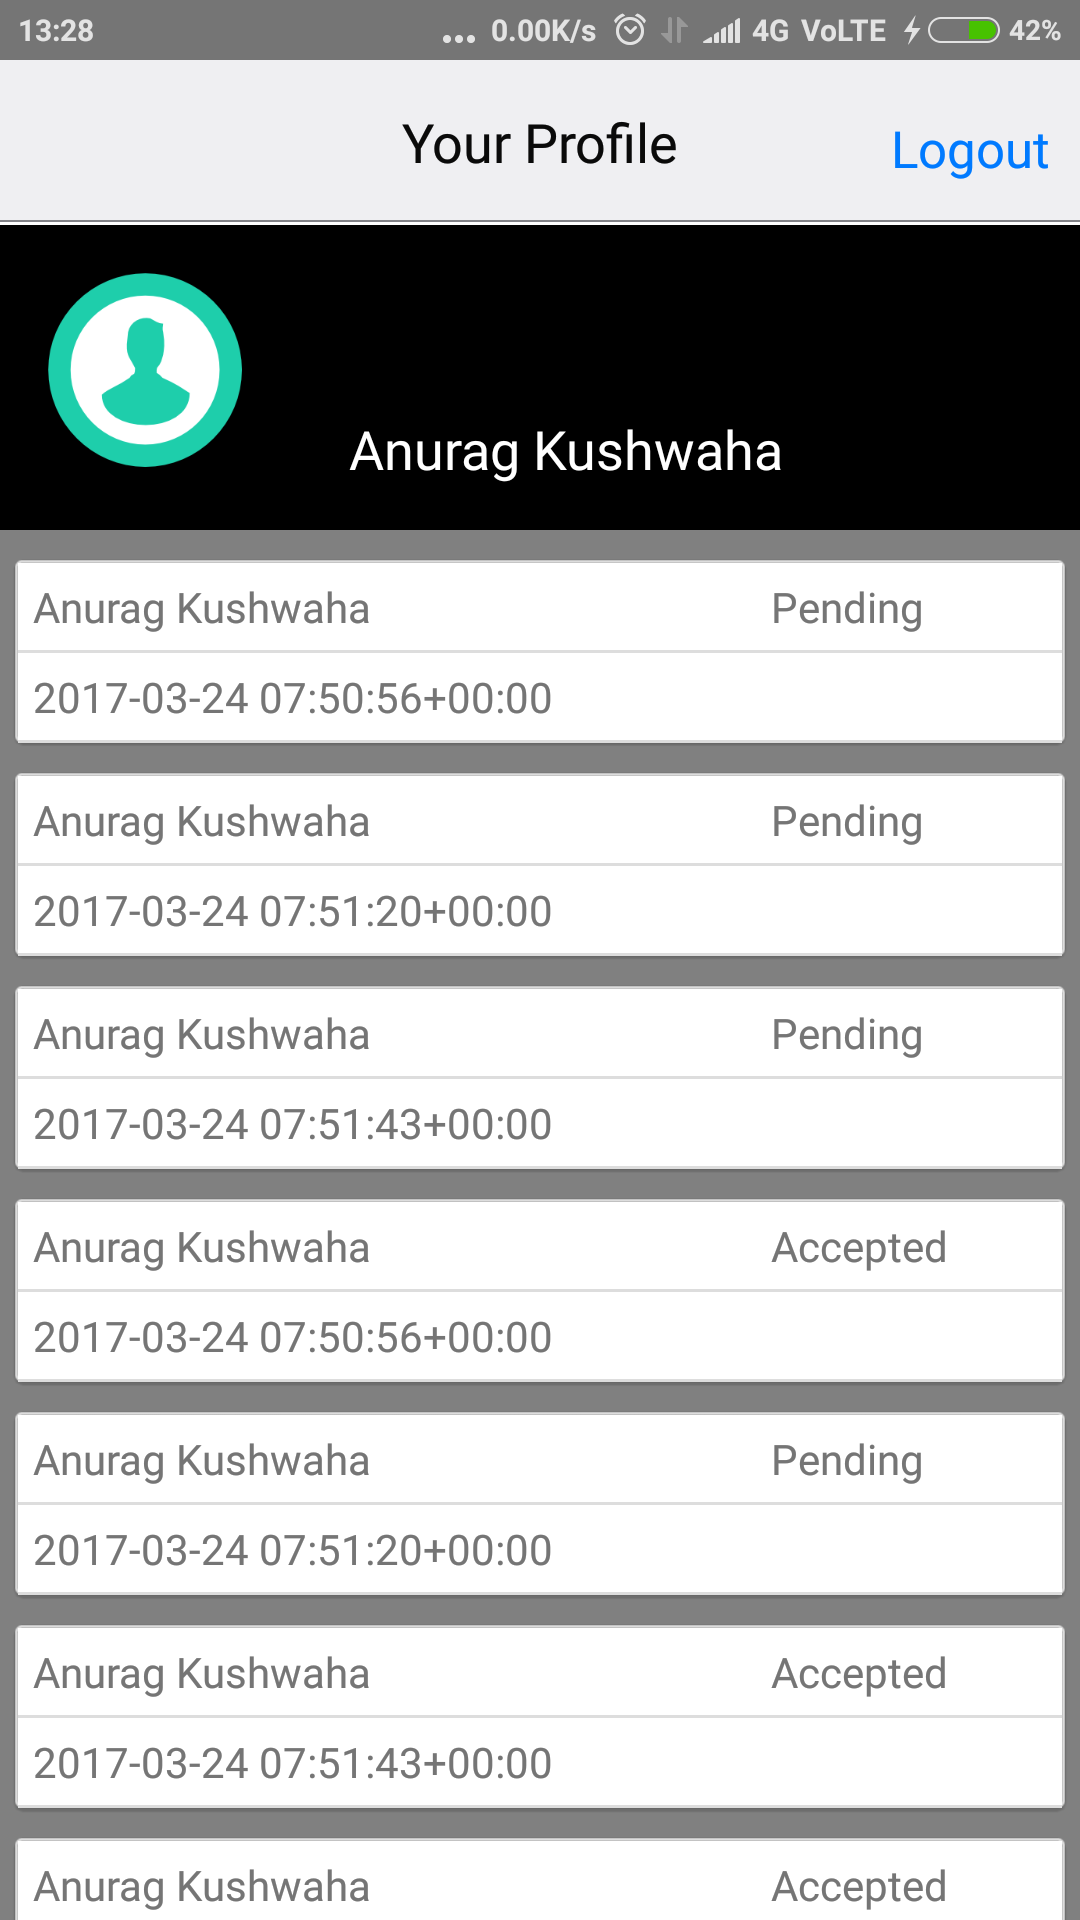 13:28 ... 0.00K/s 4G VoLTE 42%
Your Profile Logout
Anurag Kushwaha
Anurag Kushwaha Pending
2017-03-24 07:50:56+00:00
Anurag Kushwaha Pending
2017-03-24 07:51:20+00:00
Anurag Kushwaha Pending
2017-03-24 07:51:43+00:00
Anurag Kushwaha Accepted
2017-03-24 07:50:56+00:00
Anurag Kushwaha Pending
2017-03-24 07:51:20+00:00
Anurag Kushwaha Accepted
2017-03-24 07:51:43+00:00
Anurag Kushwaha Accepted